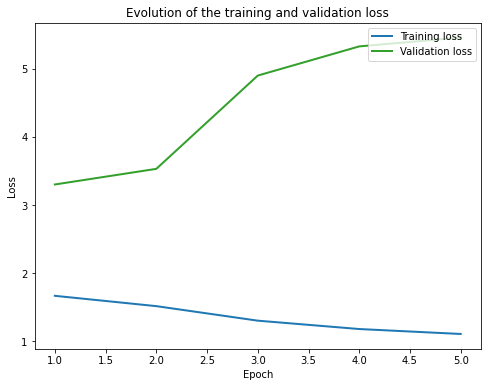 Evolution of the training and validation loss
Training loss
Validation loss
Loss
5
4
3
2
1
1.0 1.5 2.0 2.5 3.0 3.5 4.0 4.5 5.0
Epoch